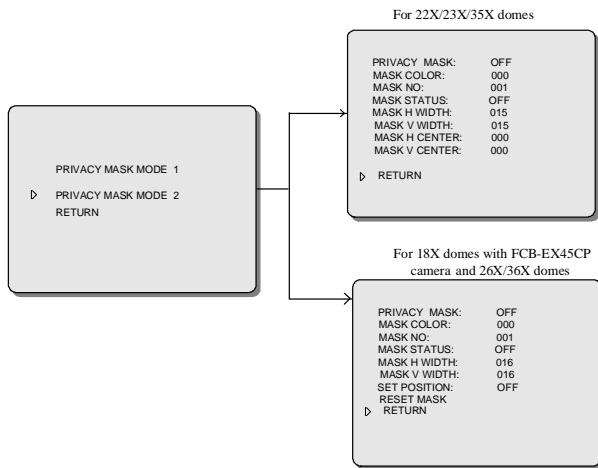 For 22X/23X/35X domes
PRIVACY MASK: OFF
MASK COLOR: 000
MASK NO: 001
MASK STATUS: OFF
MASK H WIDTH: 015
MASK V WIDTH: 015
MASK H CENTER: 000
MASK V CENTER: 000
RETURN
PRIVACY MASK MODE 1
PRIVACY MASK MODE 2
RETURN
For 18X domes with FCB-EX45CP
camera and 26X/36X domes
PRIVACY MASK: OFF
MASK COLOR: 000
MASK NO: 001
MASK STATUS: OFF
MASK H WIDTH: 016
MASK V WIDTH: 016
SET POSITION: OFF
RESET MASK
RETURN